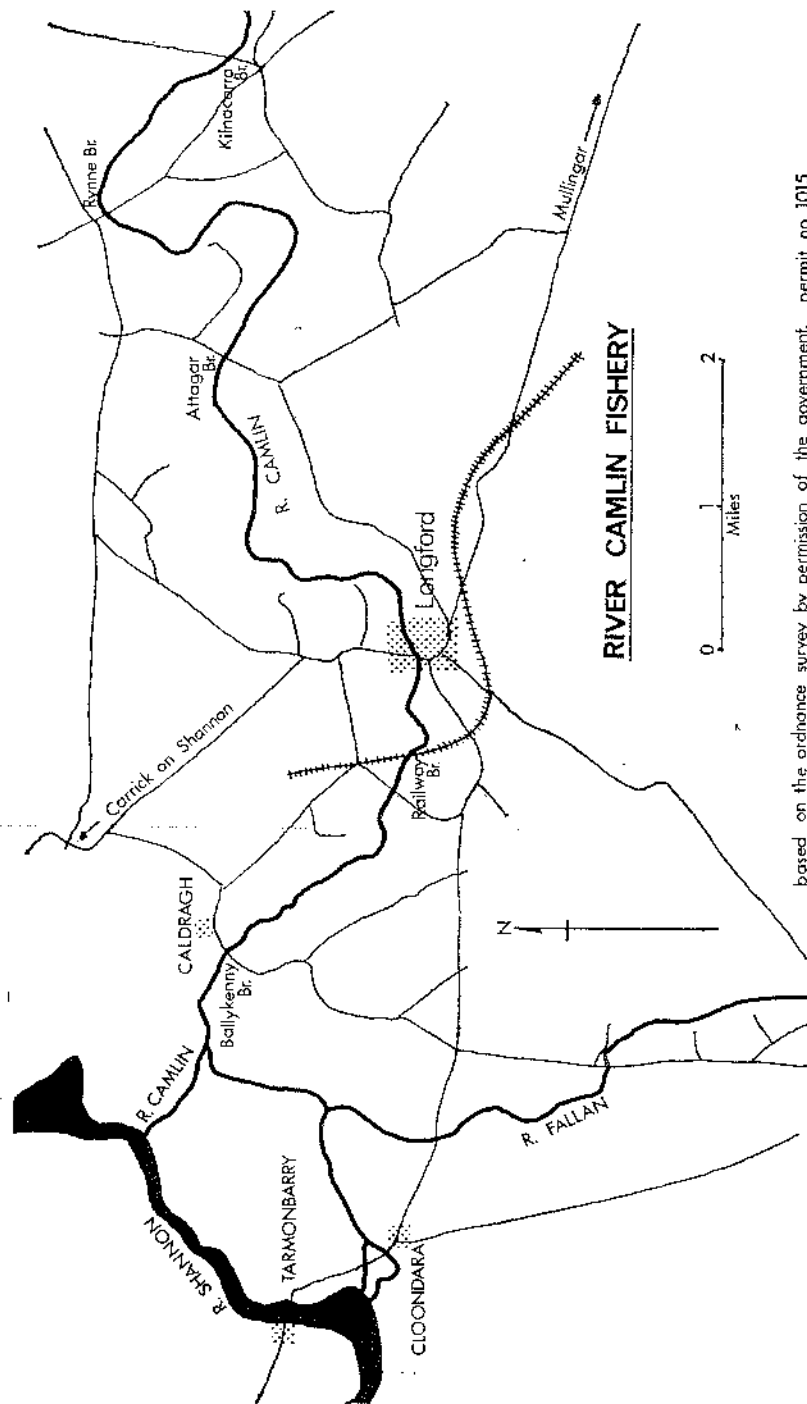 Rynne Br.
Kilnacarra
Br.
Attagar
Br.
R. CAMLIN
Mullingar
Carrick on Shannon
Longford
Railway
Br.
CALDRAGH
Ballykenny
Br.
R. CAMLIN
R. SHANNON
TARMONBARRY
CLOONDARA
R. FALLAN
N
RIVER CAMLIN FISHERY
0 1 2
Miles
based on the ordnance survey by permission of the government. permit no 1015